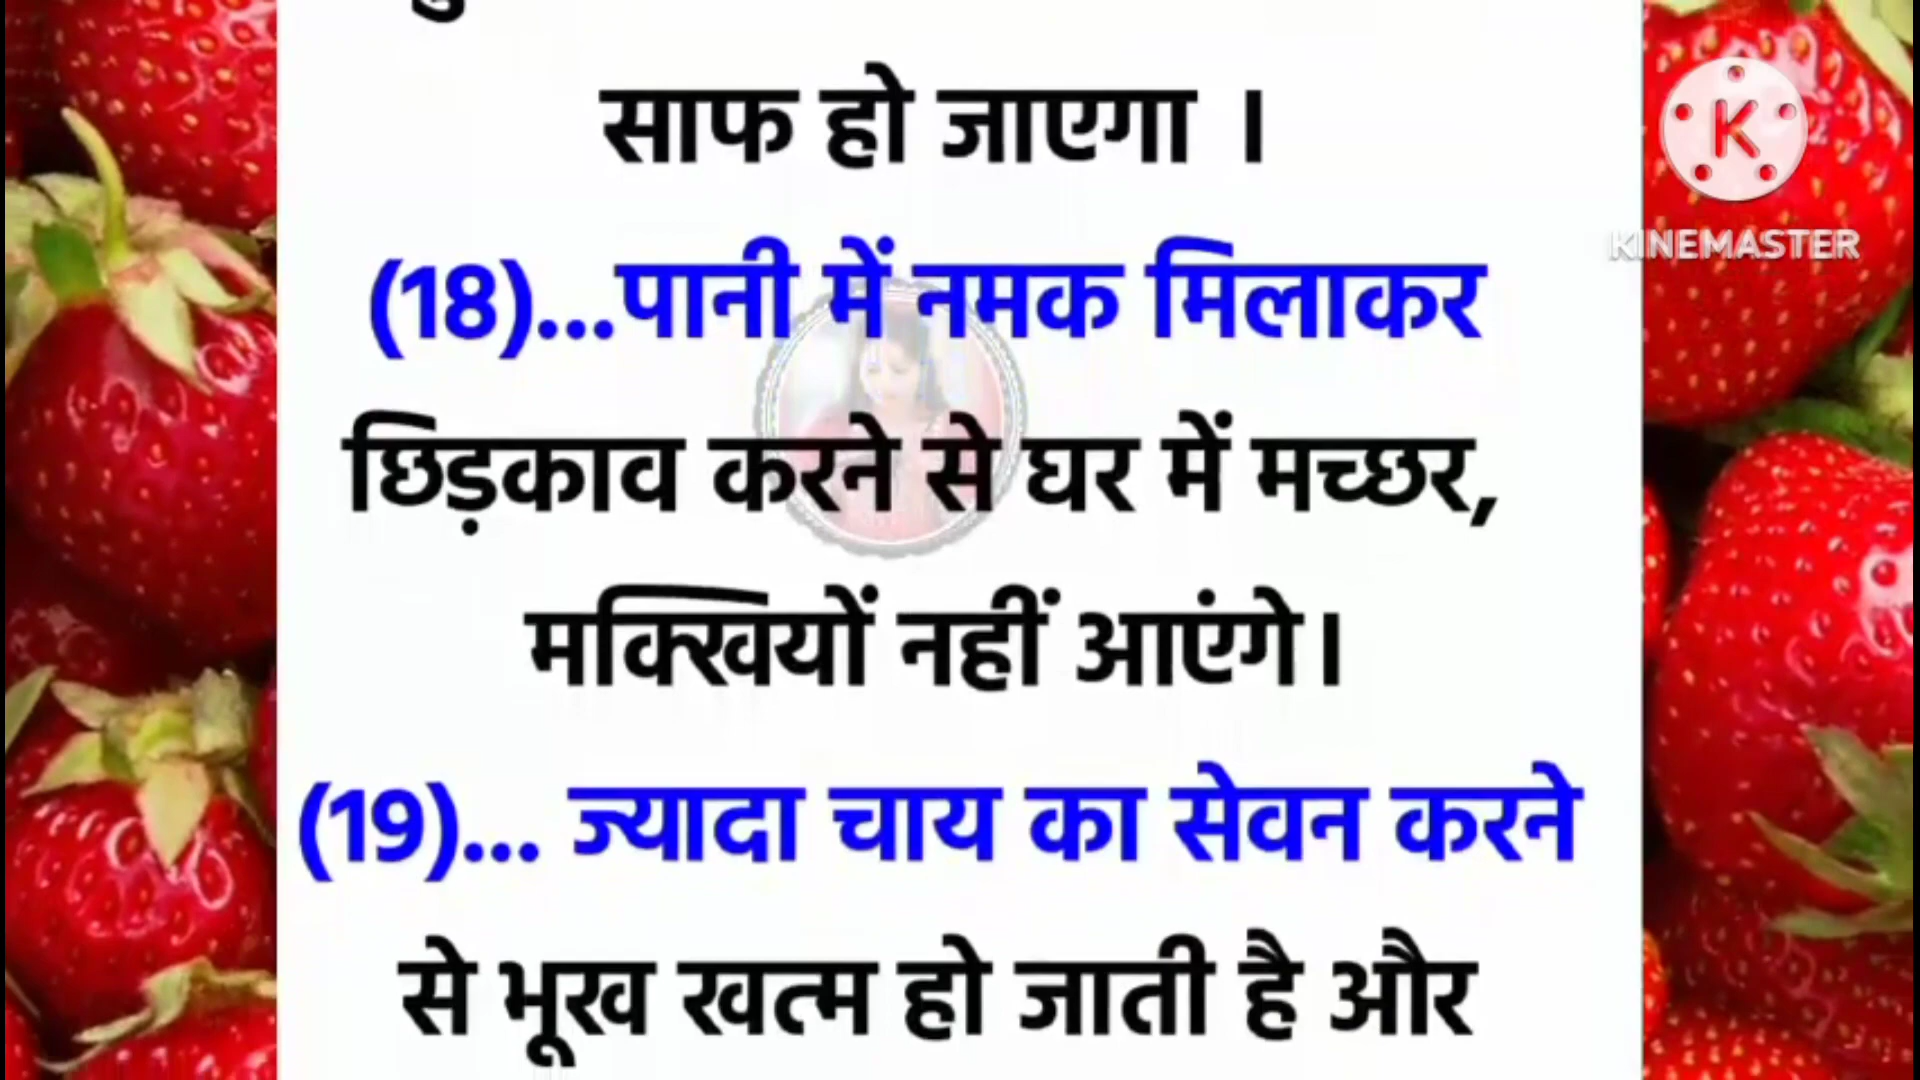 साफ हो जाएगा ।
(18)...पानी में नमक मिलाकर
छिड़काव करने से घर में मच्छर,
मक्खियों नहीं आएंगे।
(19)... ज्यादा चाय का सेवन करने
से भूख खत्म हो जाती है और
K
KINEMASTER